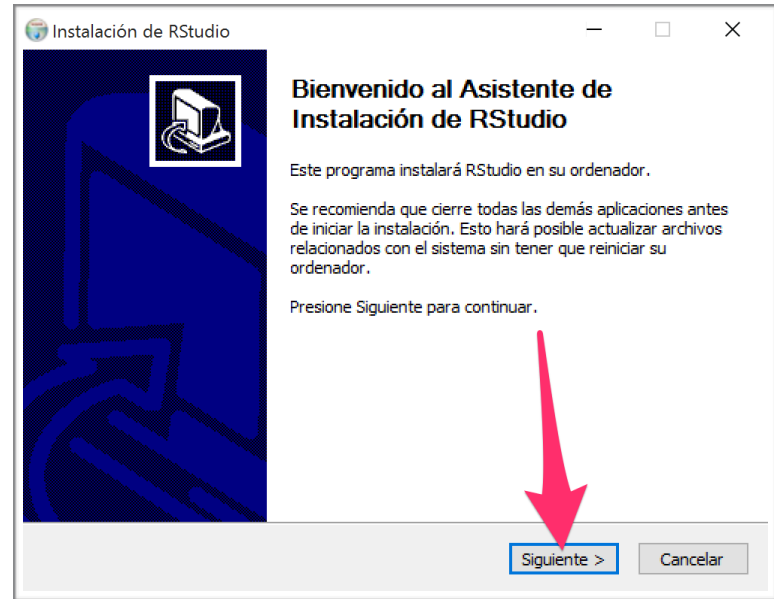 Instalación de RStudio
Bienvenido al Asistente de
Instalación de RStudio
Este programa instalará RStudio en su ordenador.
Se recomienda que cierre todas las demás aplicaciones antes
de iniciar la instalación. Esto hará posible actualizar archivos
relacionados con el sistema sin tener que reiniciar su
ordenador.
Presione Siguiente para continuar.
Siguiente >
Cancelar